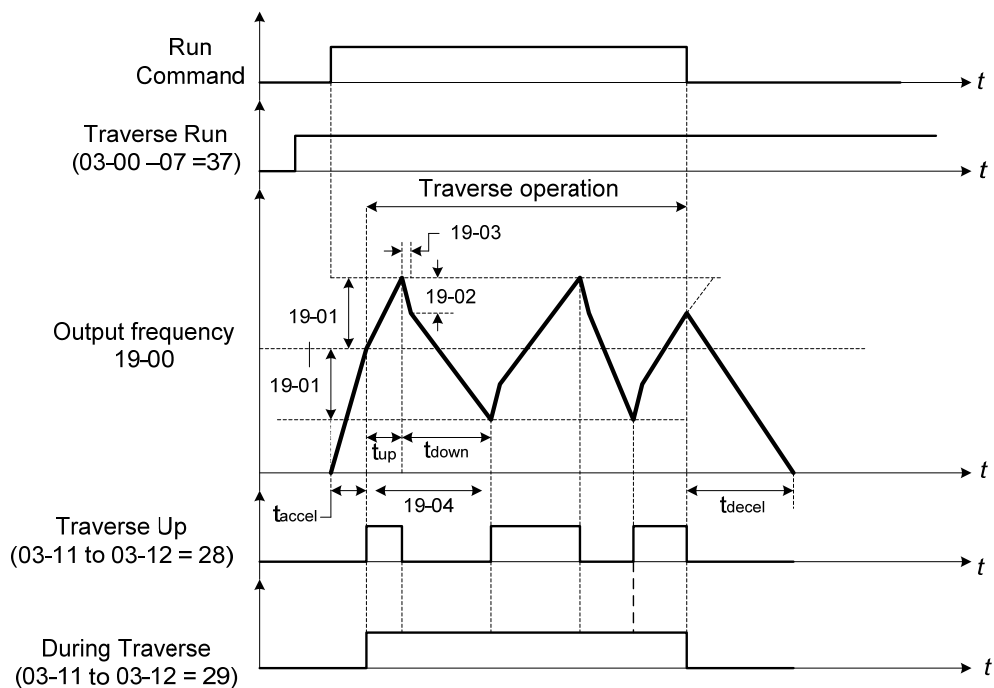 Run
Command
t
Traverse Run
(03-00 –07 =37)
t
Traverse operation
19-03
19-02
19-01
Output frequency
19-00
19-01
tup
tdown
t
taccel
19-04
tdecel
Traverse Up
(03-11 to 03-12 = 28)
t
During Traverse
(03-11 to 03-12 = 29)
t